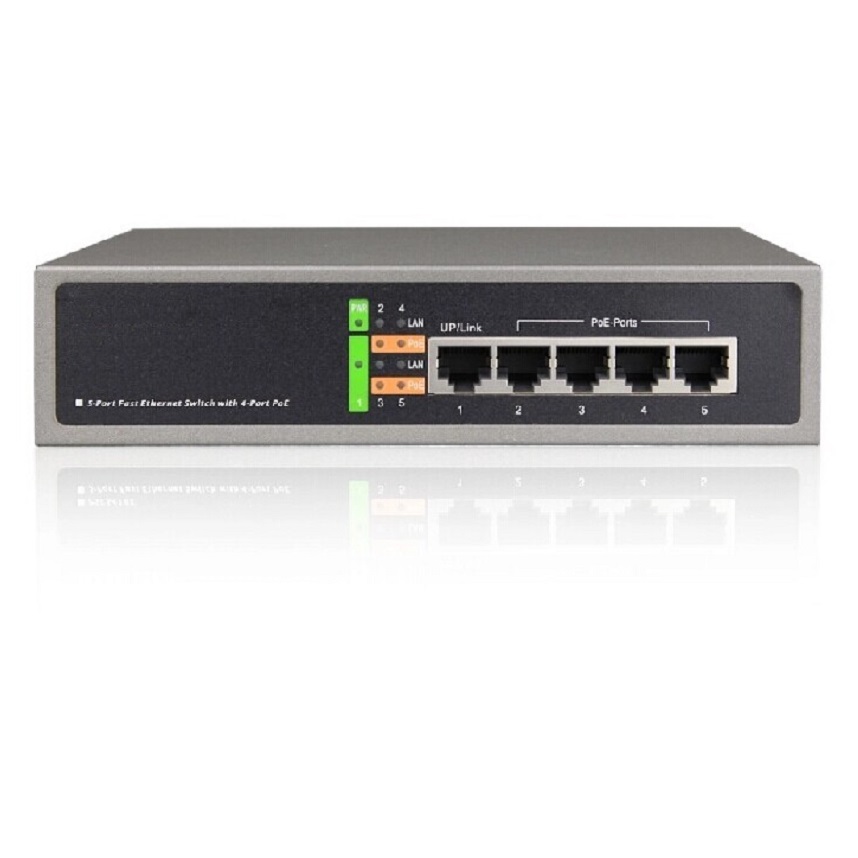 PWR 2 4
LAN
PoE
LAN
PoE
1 3 5
UP/Link
PoE-Ports
1 2 3 4 5
5-Port Fast Ethernet Switch with 4-Port PoE